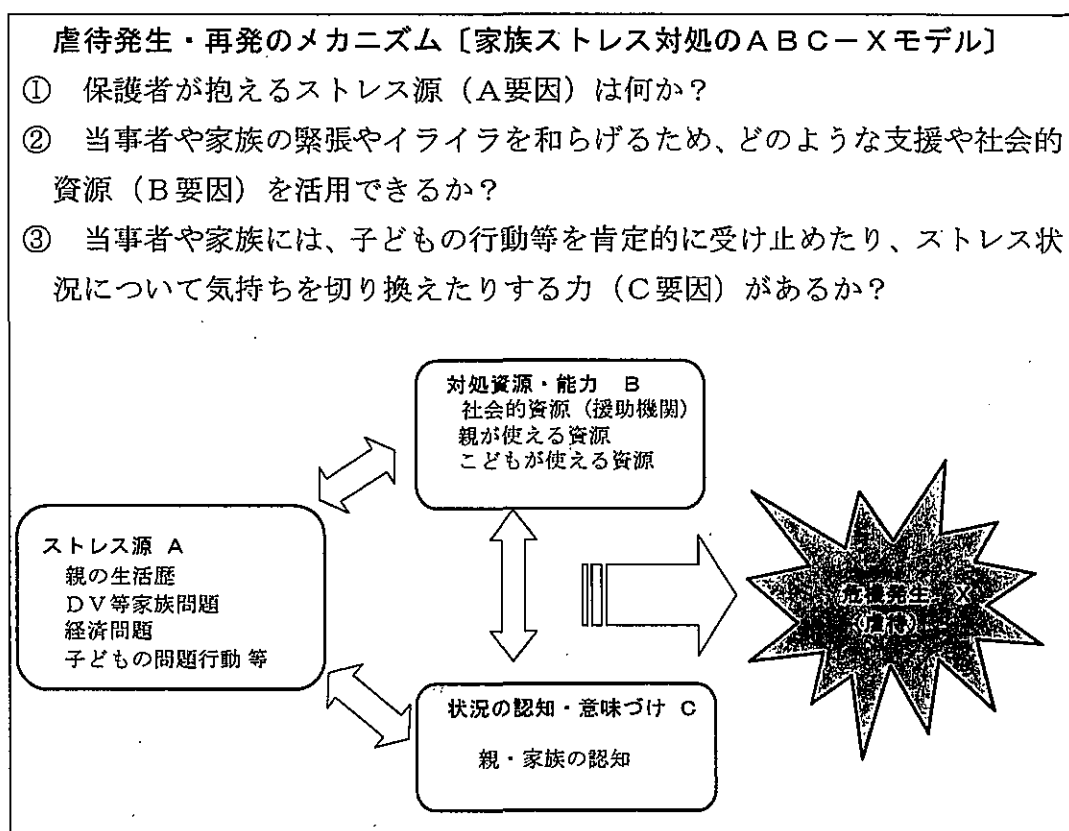 虐待発生・再発のメカニズム〔家族ストレス対処のABC-Xモデル〕
① 保護者が抱えるストレス源(A要因)は何か?
② 当事者や家族の緊張やイライラを和らげるため、どのような支援や社会的
資源(B要因)を活用できるか?
③ 当事者や家族には、子どもの行動等を肯定的に受け止めたり、ストレス状
況について気持ちを切り換えたりする力(C要因)があるか?
対処資源・能力 B
社会的資源(援助機関)
親が使える資源
こどもが使える資源
ストレス源 A
親の生活歴
DV等家族問題
経済問題
子どもの問題行動 等
危機発生 X
(虐待)
状況の認知・意味づけ C
親・家族の認知